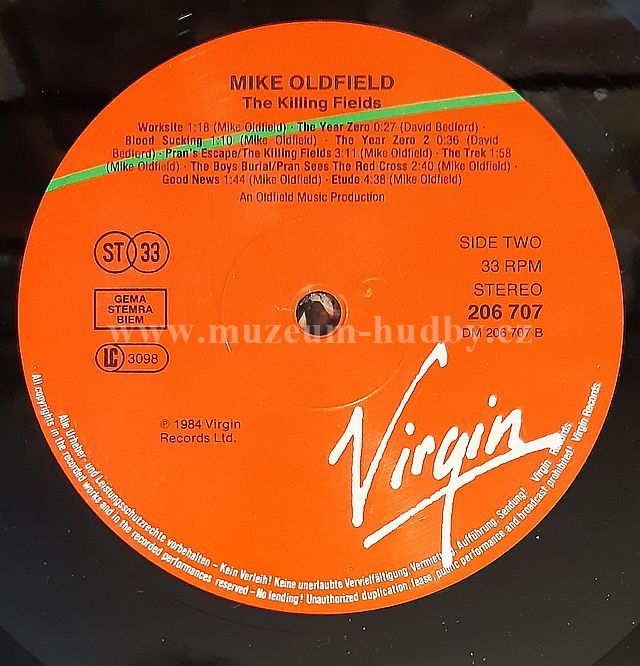 MIKE OLDFIELD
The Killing Fields
Worksite 1:18 (Mike Oldfield) · The Year Zero 0:27 (David Bedford) ·
Blood Sucking 1:10 (Mike Oldfield) · The Year Zero 2 0:36 (David
Bedford) · Pran's Escape/The Killing Fields 3:11 (Mike Oldfield) · The Trek 1:58
(Mike Oldfield) · The Boys Burial/Pran Sees The Red Cross 2:40 (Mike Oldfield) ·
Good News 1:44 (Mike Oldfield) · Etude 4:38 (Mike Oldfield)
An Oldfield Music Production
ST 33
SIDE TWO
33 RPM
STEREO
206 707
DM 206 707 B
GEMA
STEMRA
BIEM
LC 3098
www.muzeum-hudby.cz
℗ 1984 Virgin
Records Ltd.
Virgin
Alle Urheber- und Leistungsschutzrechte vorbehalten – Kein Verleih! Keine unerlaubte Vervielfältigung, Vermietung, Aufführung, Sendung! Virgin Records
All copyrights in the recorded works and in the recorded performances reserved – No lending! Unauthorized duplication, lease, public performance and broadcast prohibited! Virgin Records.